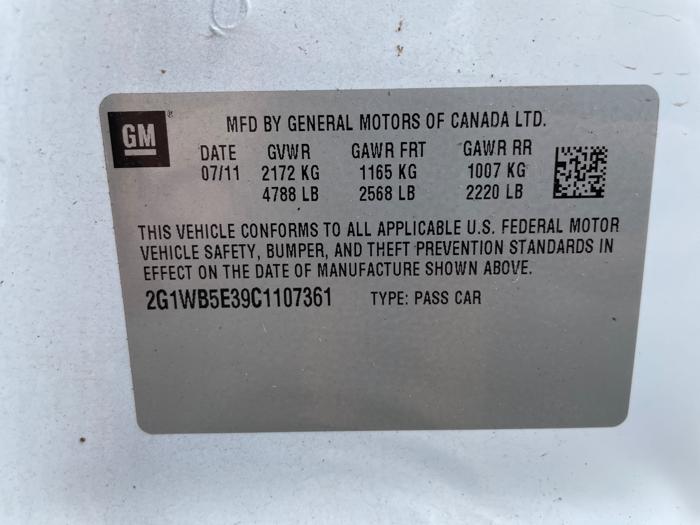 GM®
MFD BY GENERAL MOTORS OF CANADA LTD.
DATE GVWR GAWR FRT GAWR RR
07/11 2172 KG 1165 KG 1007 KG
4788 LB 2568 LB 2220 LB
THIS VEHICLE CONFORMS TO ALL APPLICABLE U.S. FEDERAL MOTOR
VEHICLE SAFETY, BUMPER, AND THEFT PREVENTION STANDARDS IN
EFFECT ON THE DATE OF MANUFACTURE SHOWN ABOVE.
2G1WB5E39C1107361 TYPE: PASS CAR